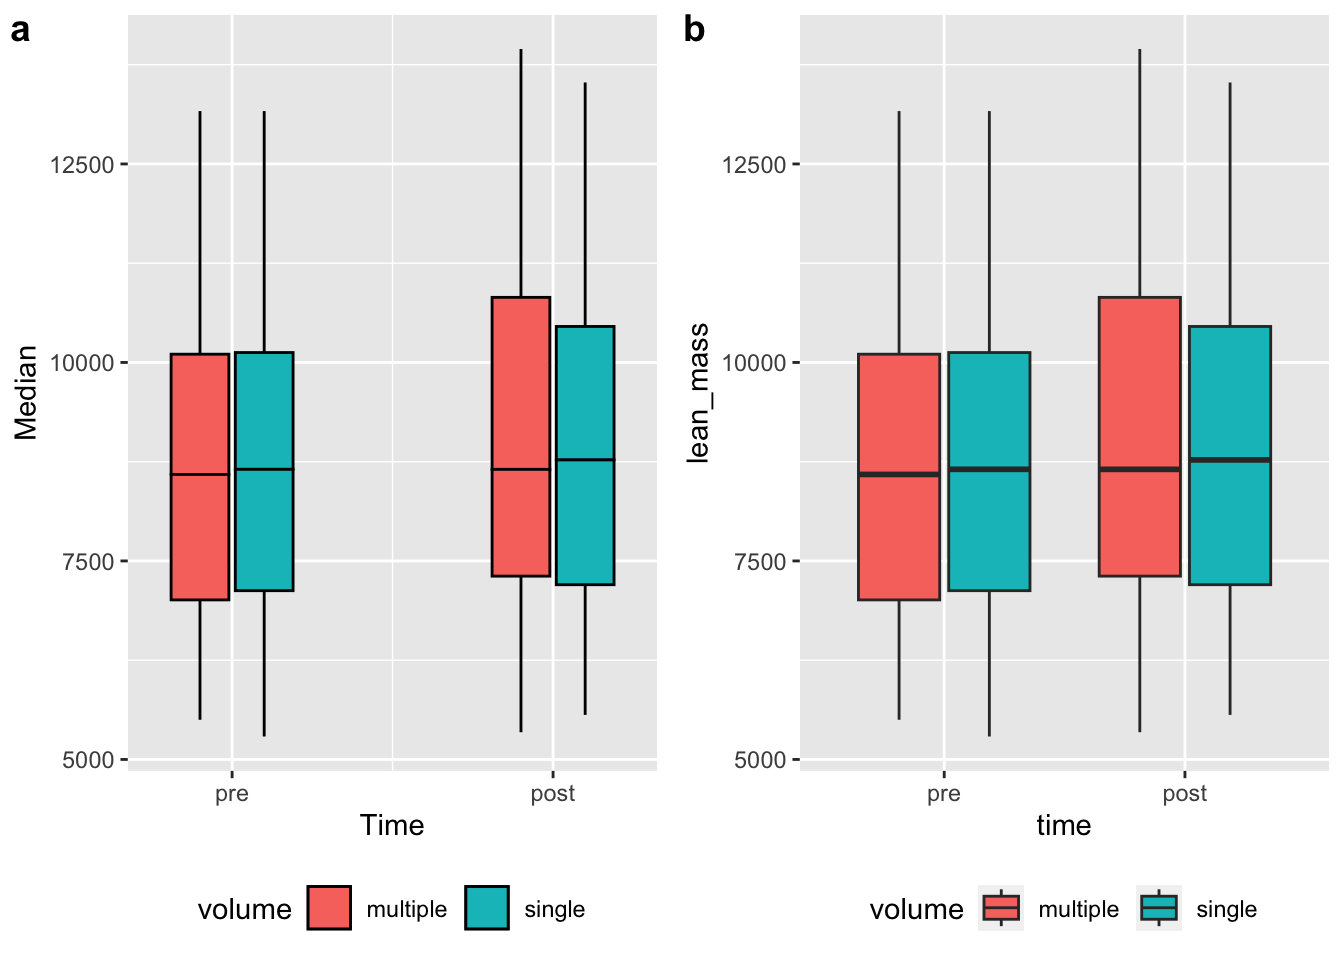 a
Median
12500
10000
7500
5000
pre post
Time
volume multiple single
b
lean_mass
12500
10000
7500
5000
pre post
time
volume multiple single